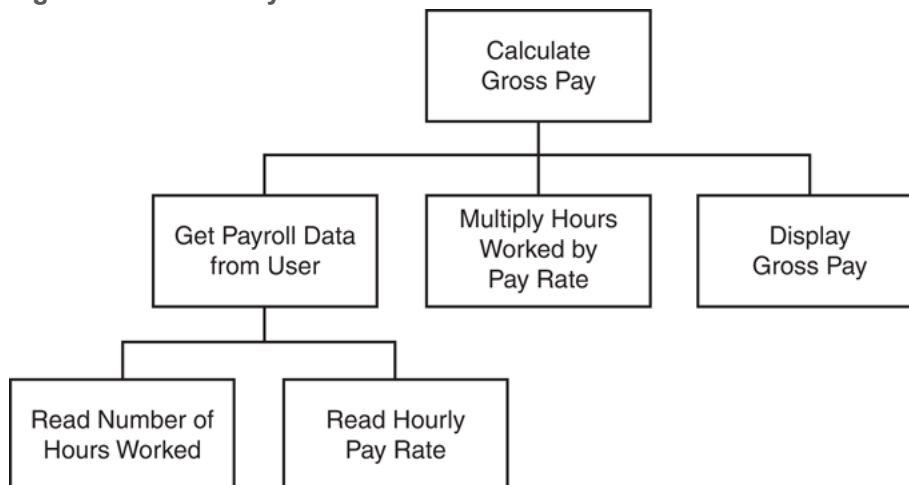 Calculate
Gross Pay
Get Payroll Data
from User
Multiply Hours
Worked by
Pay Rate
Display
Gross Pay
Read Number of
Hours Worked
Read Hourly
Pay Rate